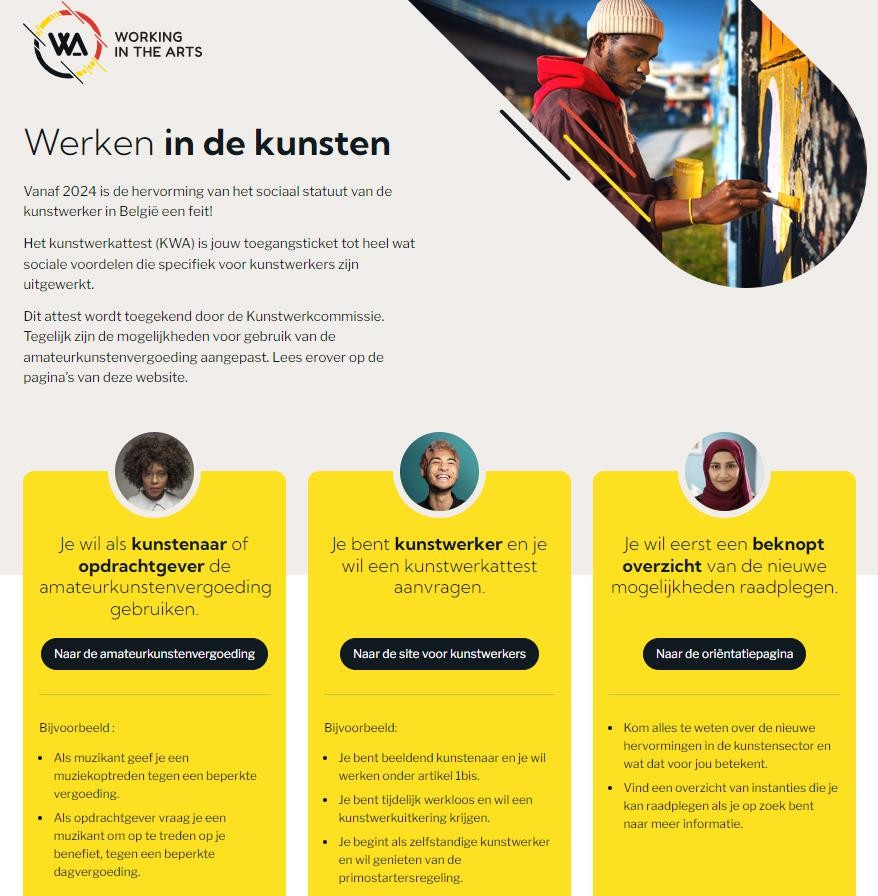 WA
WORKING
IN THE ARTS
Werken in de kunsten
Vanaf 2024 is de hervorming van het sociaal statuut van de
kunstwerker in België een feit!
Het kunstwerkattest (KWA) is jouw toegangsticket tot heel wat
sociale voordelen die specifiek voor kunstwerkers zijn
uitgewerkt.
Dit attest wordt toegekend door de Kunstwerkcommissie.
Tegelijk zijn de mogelijkheden voor gebruik van de
amateurkunstenvergoeding aangepast. Lees erover op de
pagina's van deze website.
Je wil als kunstenaar of
opdrachtgever de
amateurkunstenvergoeding
gebruiken.
Naar de amateurkunstenvergoeding
Bijvoorbeeld :
• Als muzikant geef je een
muziekoptreden tegen een beperkte
vergoeding.
• Als opdrachtgever vraag je een
muzikant om op te treden op je
benefiet, tegen een beperkte
dagvergoeding.
Je bent kunstwerker en je
wil een kunstwerkattest
aanvragen.
Naar de site voor kunstwerkers
Bijvoorbeeld:
• Je bent beeldend kunstenaar en je wil
werken onder artikel 1bis.
• Je bent tijdelijk werkloos en wil een
kunstwerkuitkering krijgen.
• Je begint als zelfstandige kunstwerker
en wil genieten van de
primostartersregeling.
Je wil eerst een beknopt
overzicht van de nieuwe
mogelijkheden raadplegen.
Naar de oriëntatiepagina
• Kom alles te weten over de nieuwe
hervormingen in de kunstensector en
wat dat voor jou betekent.
• Vind een overzicht van instanties die je
kan raadplegen als je op zoek bent
naar meer informatie.